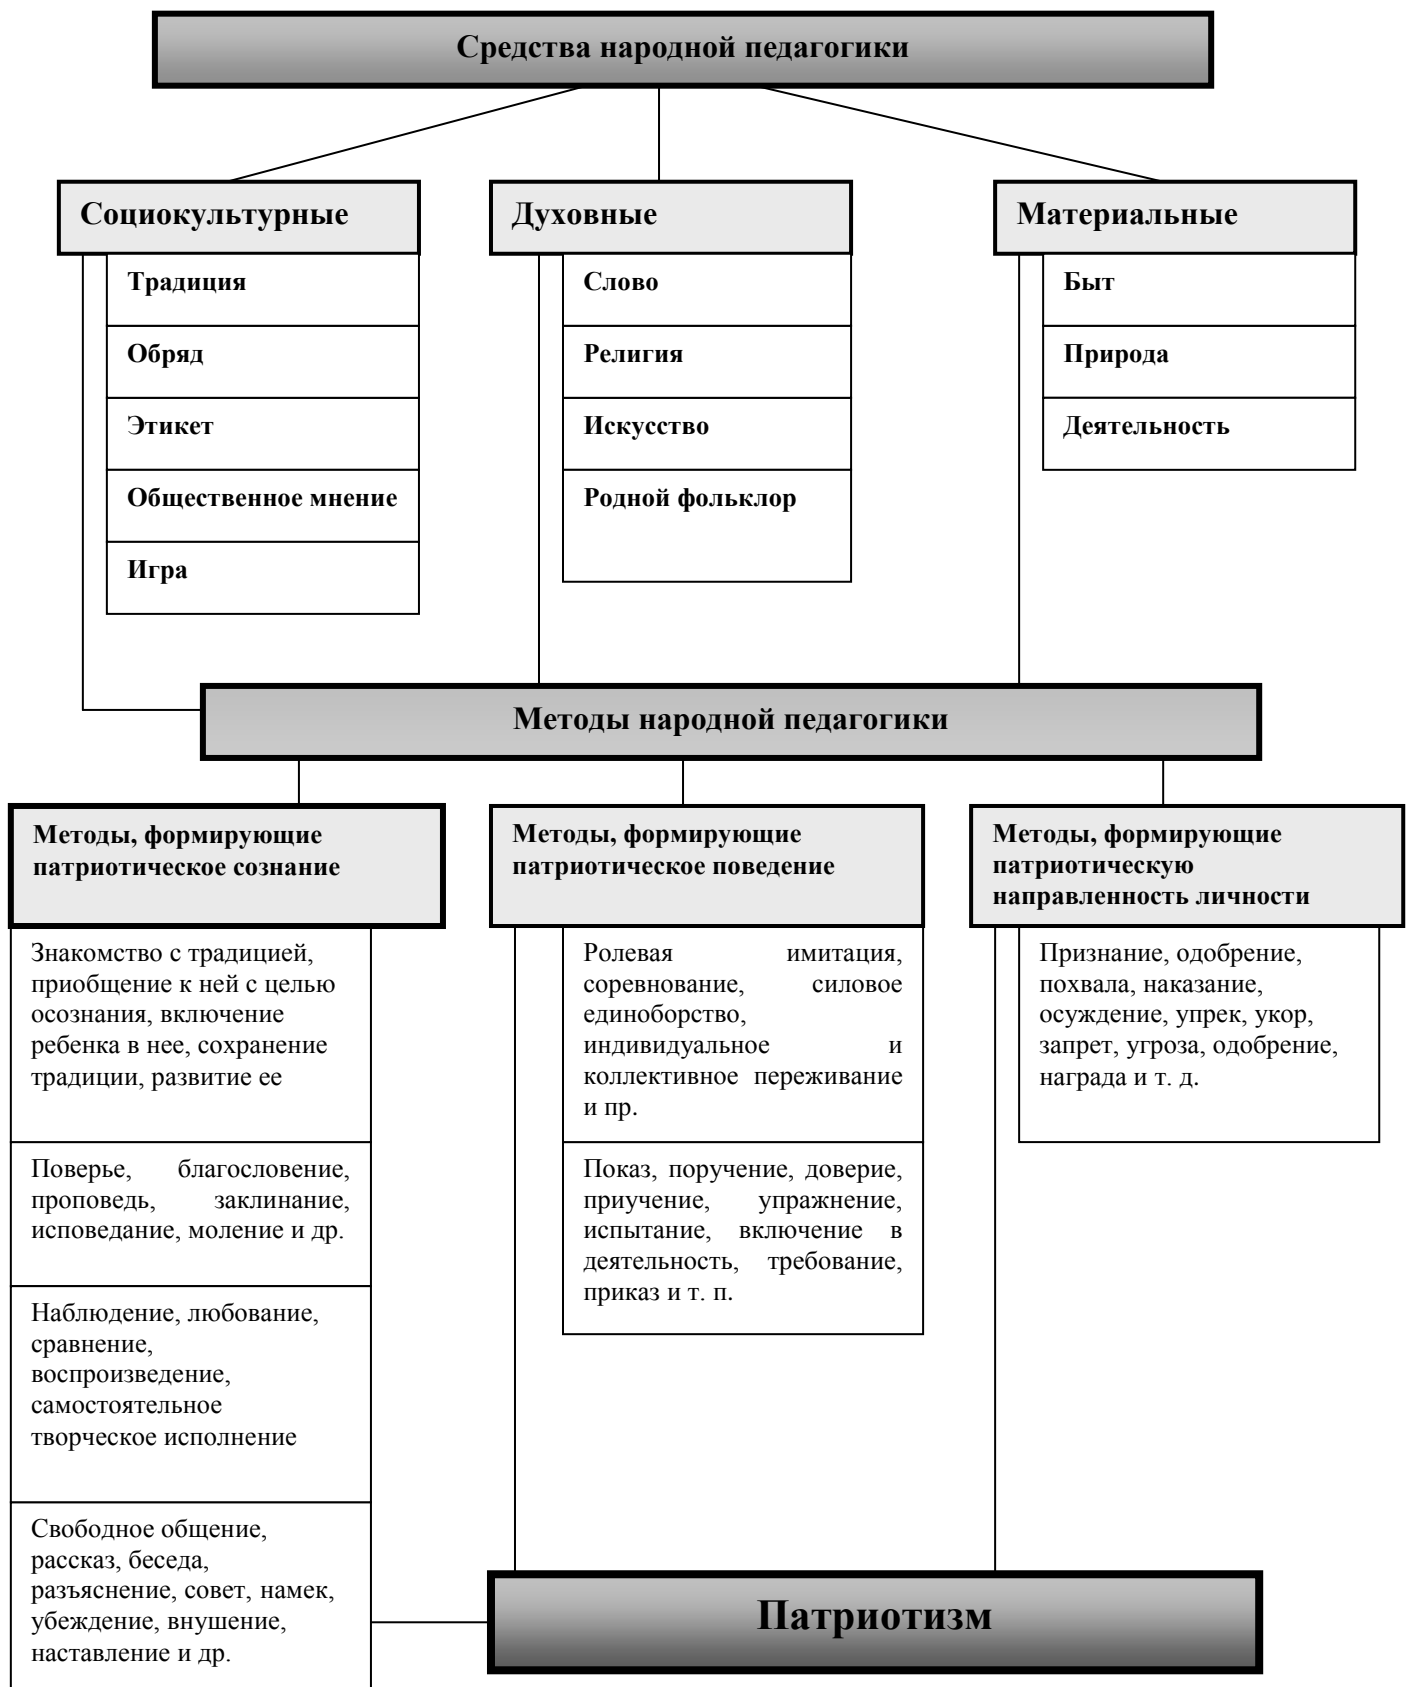 Средства народной педагогики
Социокультурные
Традиция
Обряд
Этикет
Общественное мнение
Игра
Духовные
Слово
Религия
Искусство
Родной фольклор
Материальные
Быт
Природа
Деятельность
Методы народной педагогики
Методы, формирующие
патриотическое сознание
Знакомство с традицией,
приобщение к ней с целью
осознания, включение
ребенка в нее, сохранение
традиции, развитие ее
Поверье, благословение,
проповедь, заклинание,
исповедание, моление и др.
Наблюдение, любование,
сравнение,
воспроизведение,
самостоятельное
творческое исполнение
Свободное общение,
рассказ, беседа,
разъяснение, совет, намек,
убеждение, внушение,
наставление и др.
Методы, формирующие
патриотическое поведение
Ролевая имитация,
соревнование, силовое
единоборство,
индивидуальное и
коллективное переживание
и пр.
Показ, поручение, доверие,
приучение, упражнение,
испытание, включение в
деятельность, требование,
приказ и т. п.
Методы, формирующие
патриотическую
направленность личности
Признание, одобрение,
похвала, наказание,
осуждение, упрек, укор,
запрет, угроза, одобрение,
награда и т. д.
Патриотизм